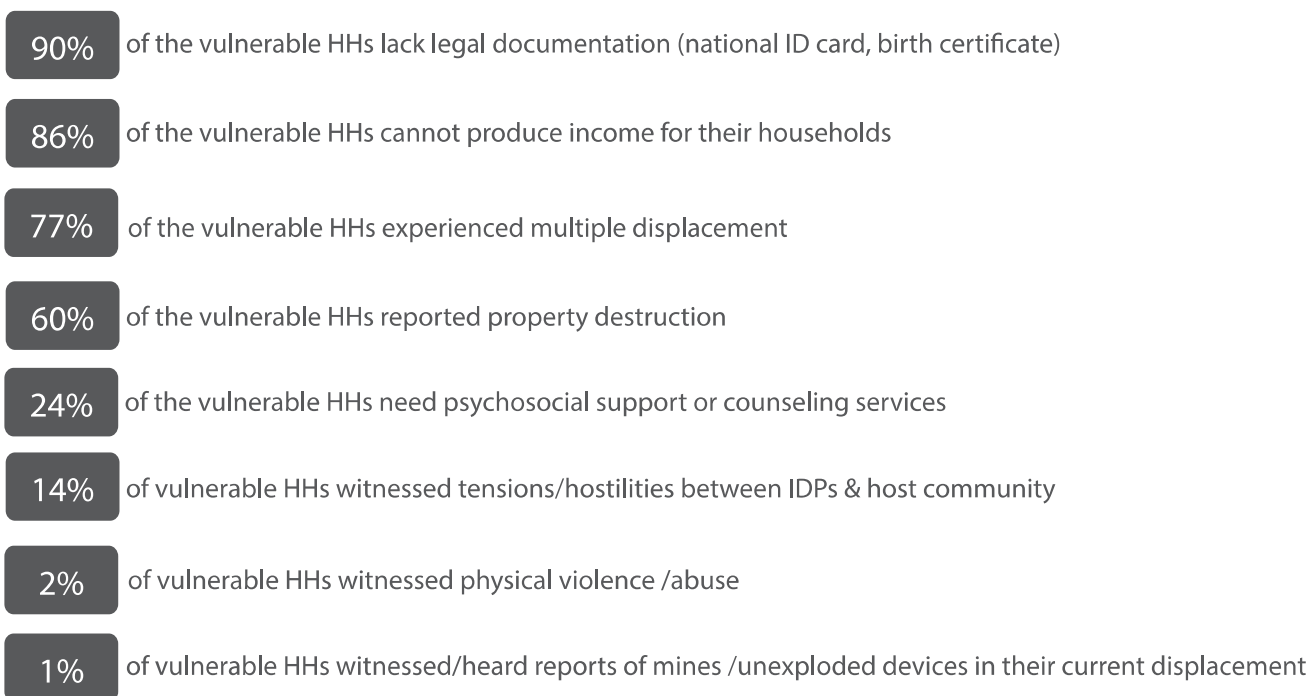 90% of the vulnerable HHs lack legal documentation (national ID card, birth certificate)
86% of the vulnerable HHs cannot produce income for their households
77% of the vulnerable HHs experienced multiple displacement
60% of the vulnerable HHs reported property destruction
24% of the vulnerable HHs need psychosocial support or counseling services
14% of vulnerable HHs witnessed tensions/hostilities between IDPs & host community
2% of vulnerable HHs witnessed physical violence /abuse
1% of vulnerable HHs witnessed/heard reports of mines /unexploded devices in their current displacement